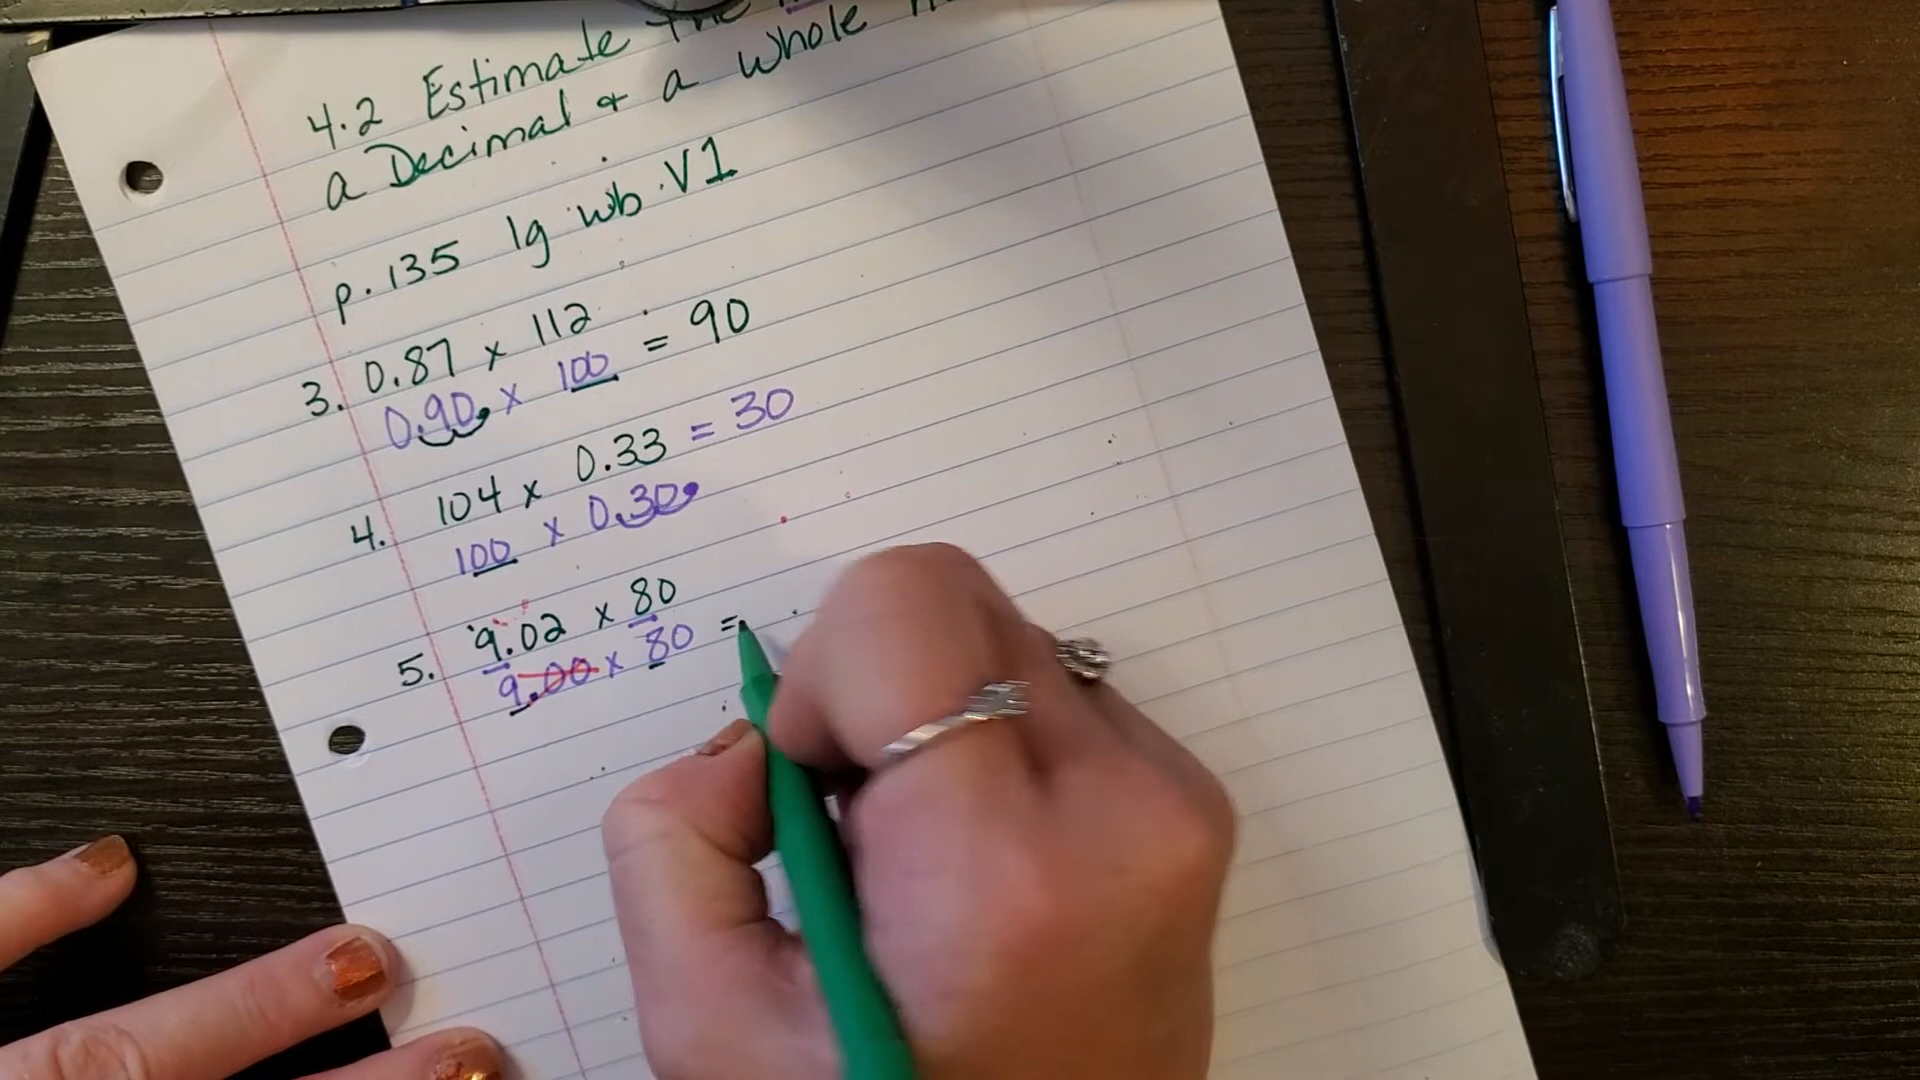 4.2 Estimate the
a Decimal & a Whole
p. 135 lg wb. V1
3. 0.87 x 112
0.90. x 100 = 90
4. 104 x 0.33 = 30
100 x 0.30.
5. 9.02 x 80
9.00 x 80 =